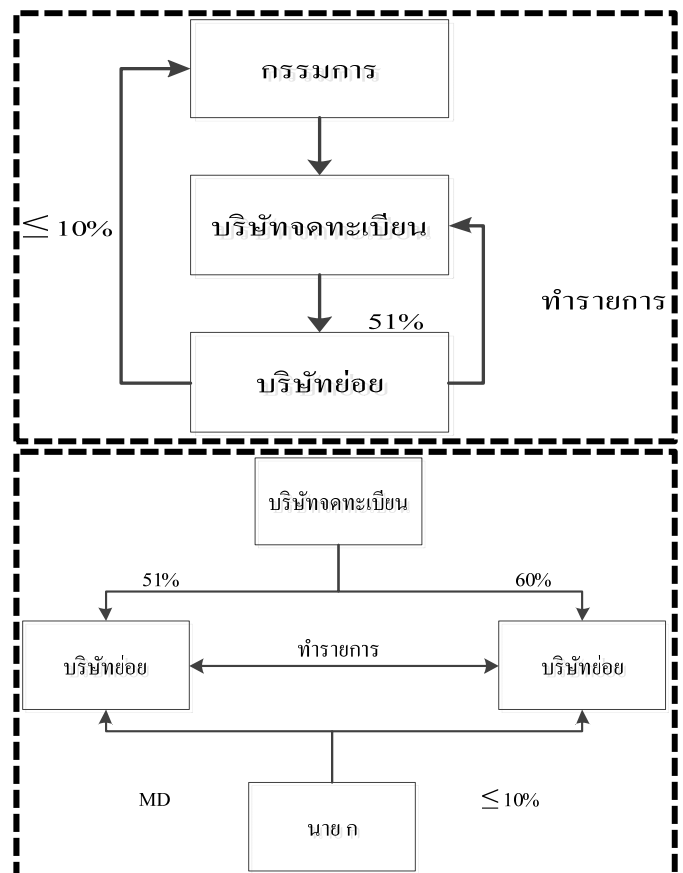 กรรมการ
≤ 10%
บริษัทจดทะเบียน
ทำรายการ
51%
บริษัทย่อย
บริษัทจดทะเบียน
51%
60%
บริษัทย่อย
ทำรายการ
บริษัทย่อย
MD
≤ 10%
นาย ก